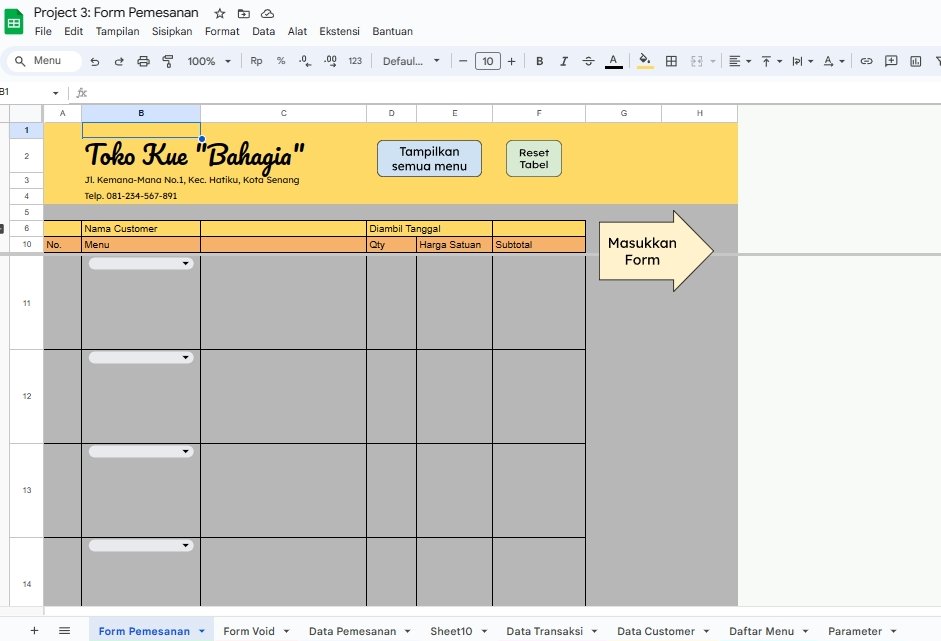 Project 3: Form Pemesanan
File Edit Tampilan Sisipkan Format Data Alat Ekstensi Bantuan
Menu 100% Rp % .0 .00 123 Defaul... 10 B I S A A
B1 fx
A B C D E F G H
1
2 Toko Kue "Bahagia" Tampilkan semua menu Reset Tabel
3 Jl. Kemana-Mana No.1, Kec. Hatiku, Kota Senang
4 Telp. 081-234-567-891
5
6 Nama Customer Diambil Tanggal
10 No. Menu Qty Harga Satuan Subtotal
Masukkan
Form
11
12
13
14
+ Form Pemesanan Form Void Data Pemesanan Sheet10 Data Transaksi Data Customer Daftar Menu Parameter